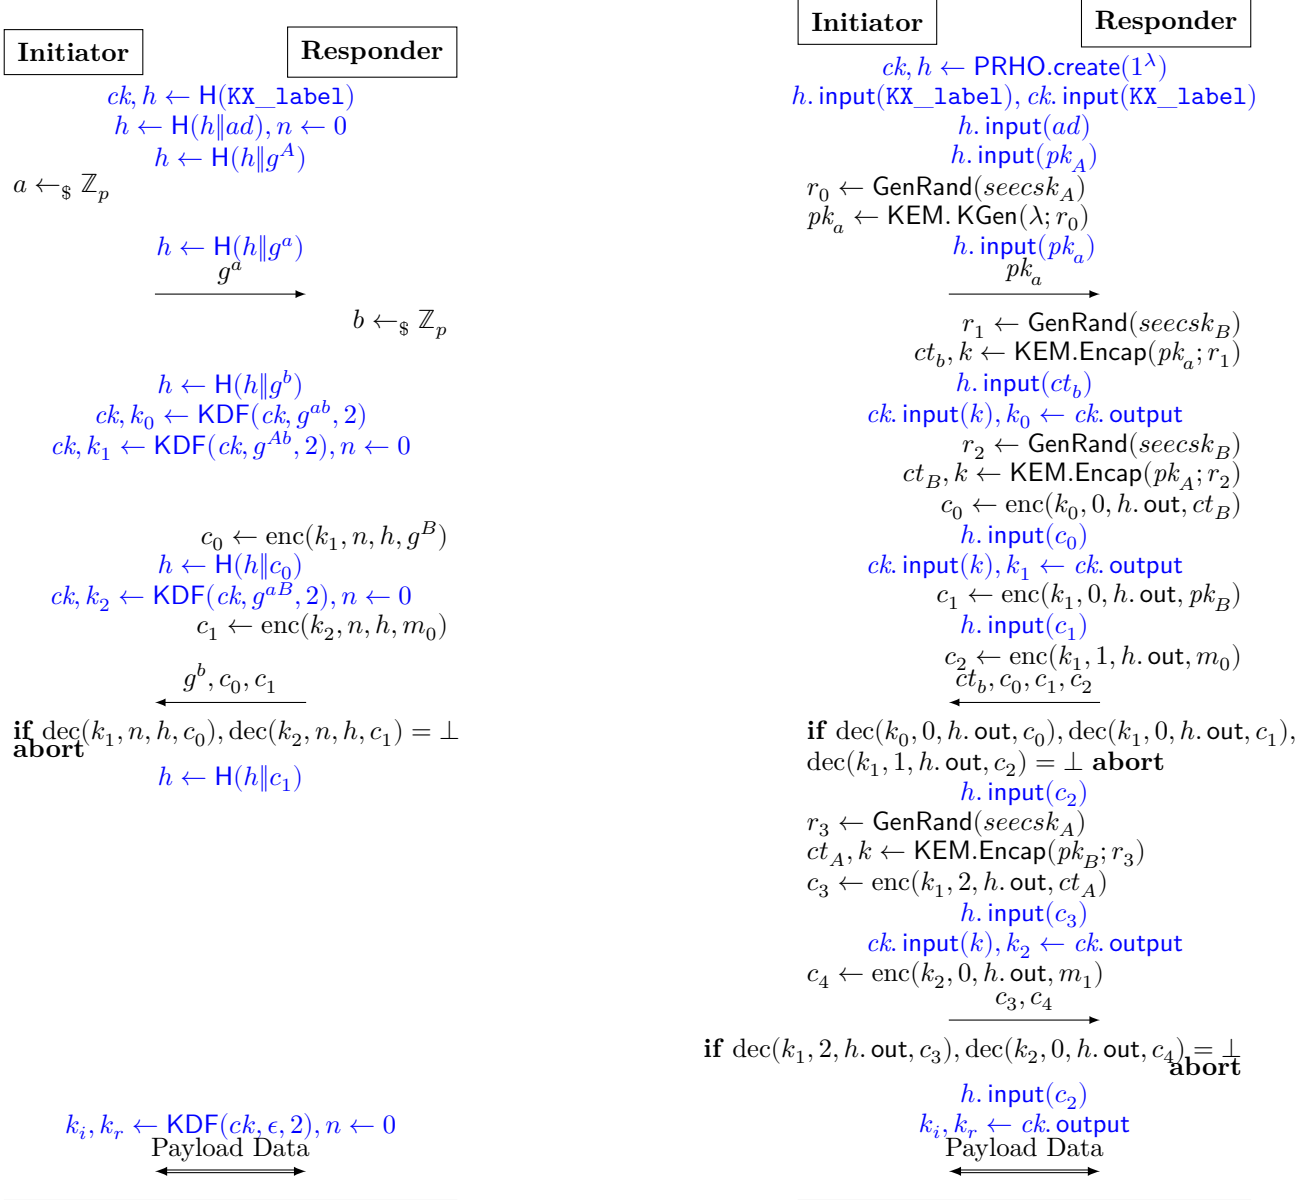 Initiator
Responder
ck, h ← H(KX_label)
h ← H(h∥ad), n ← 0
h ← H(h∥g^A)
a ←_$ ℤ_p
h ← H(h∥g^a)
g^a
b ←_$ ℤ_p
h ← H(h∥g^b)
ck, k_0 ← KDF(ck, g^{ab}, 2)
ck, k_1 ← KDF(ck, g^{Ab}, 2), n ← 0
c_0 ← enc(k_1, n, h, g^B)
h ← H(h∥c_0)
ck, k_2 ← KDF(ck, g^{aB}, 2), n ← 0
c_1 ← enc(k_2, n, h, m_0)
g^b, c_0, c_1
if dec(k_1, n, h, c_0), dec(k_2, n, h, c_1) = ⊥
abort
h ← H(h∥c_1)
k_i, k_r ← KDF(ck, ϵ, 2), n ← 0
Payload Data
Initiator
Responder
ck, h ← PRHO.create(1^λ)
h. input(KX_label), ck. input(KX_label)
h. input(ad)
h. input(pk_A)
r_0 ← GenRand(seecsk_A)
pk_a ← KEM. KGen(λ; r_0)
h. input(pk_a)
pk_a
r_1 ← GenRand(seecsk_B)
ct_b, k ← KEM.Encap(pk_a; r_1)
h. input(ct_b)
ck. input(k), k_0 ← ck. output
r_2 ← GenRand(seecsk_B)
ct_B, k ← KEM.Encap(pk_A; r_2)
c_0 ← enc(k_0, 0, h. out, ct_B)
h. input(c_0)
ck. input(k), k_1 ← ck. output
c_1 ← enc(k_1, 0, h. out, pk_B)
h. input(c_1)
c_2 ← enc(k_1, 1, h. out, m_0)
ct_b, c_0, c_1, c_2
if dec(k_0, 0, h. out, c_0), dec(k_1, 0, h. out, c_1),
dec(k_1, 1, h. out, c_2) = ⊥ abort
h. input(c_2)
r_3 ← GenRand(seecsk_A)
ct_A, k ← KEM.Encap(pk_B; r_3)
c_3 ← enc(k_1, 2, h. out, ct_A)
h. input(c_3)
ck. input(k), k_2 ← ck. output
c_4 ← enc(k_2, 0, h. out, m_1)
c_3, c_4
if dec(k_1, 2, h. out, c_3), dec(k_2, 0, h. out, c_4) = ⊥
abort
h. input(c_2)
k_i, k_r ← ck. output
Payload Data